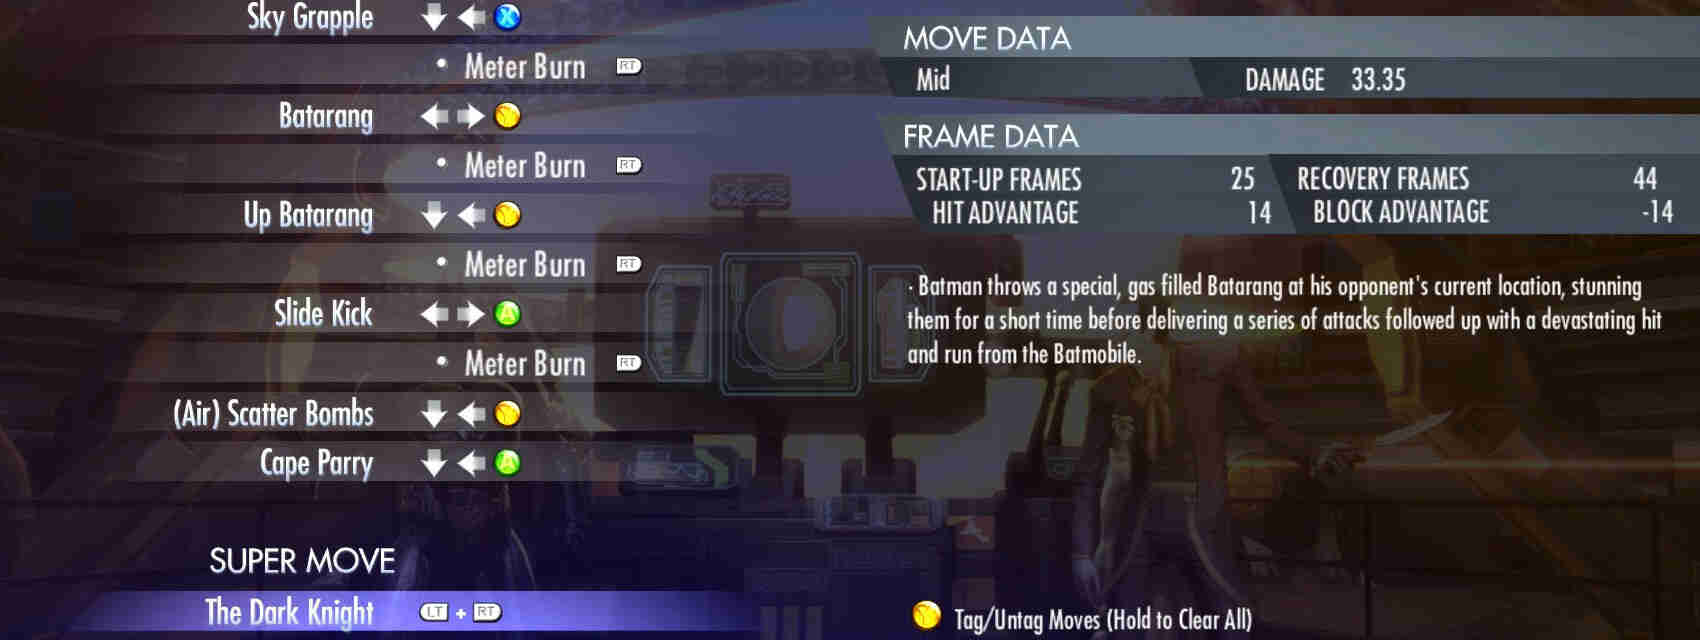 Sky Grapple X
• Meter Burn RT
Batarang Y
• Meter Burn RT
Up Batarang Y
• Meter Burn RT
Slide Kick A
• Meter Burn RT
(Air) Scatter Bombs Y
Cape Parry A
SUPER MOVE
The Dark Knight LT + RT
MOVE DATA
Mid DAMAGE 33.35
FRAME DATA
START-UP FRAMES 25 RECOVERY FRAMES 44
HIT ADVANTAGE 14 BLOCK ADVANTAGE -14
· Batman throws a special, gas filled Batarang at his opponent's current location, stunning
them for a short time before delivering a series of attacks followed up with a devastating hit
and run from the Batmobile.
Y Tag/Untag Moves (Hold to Clear All)